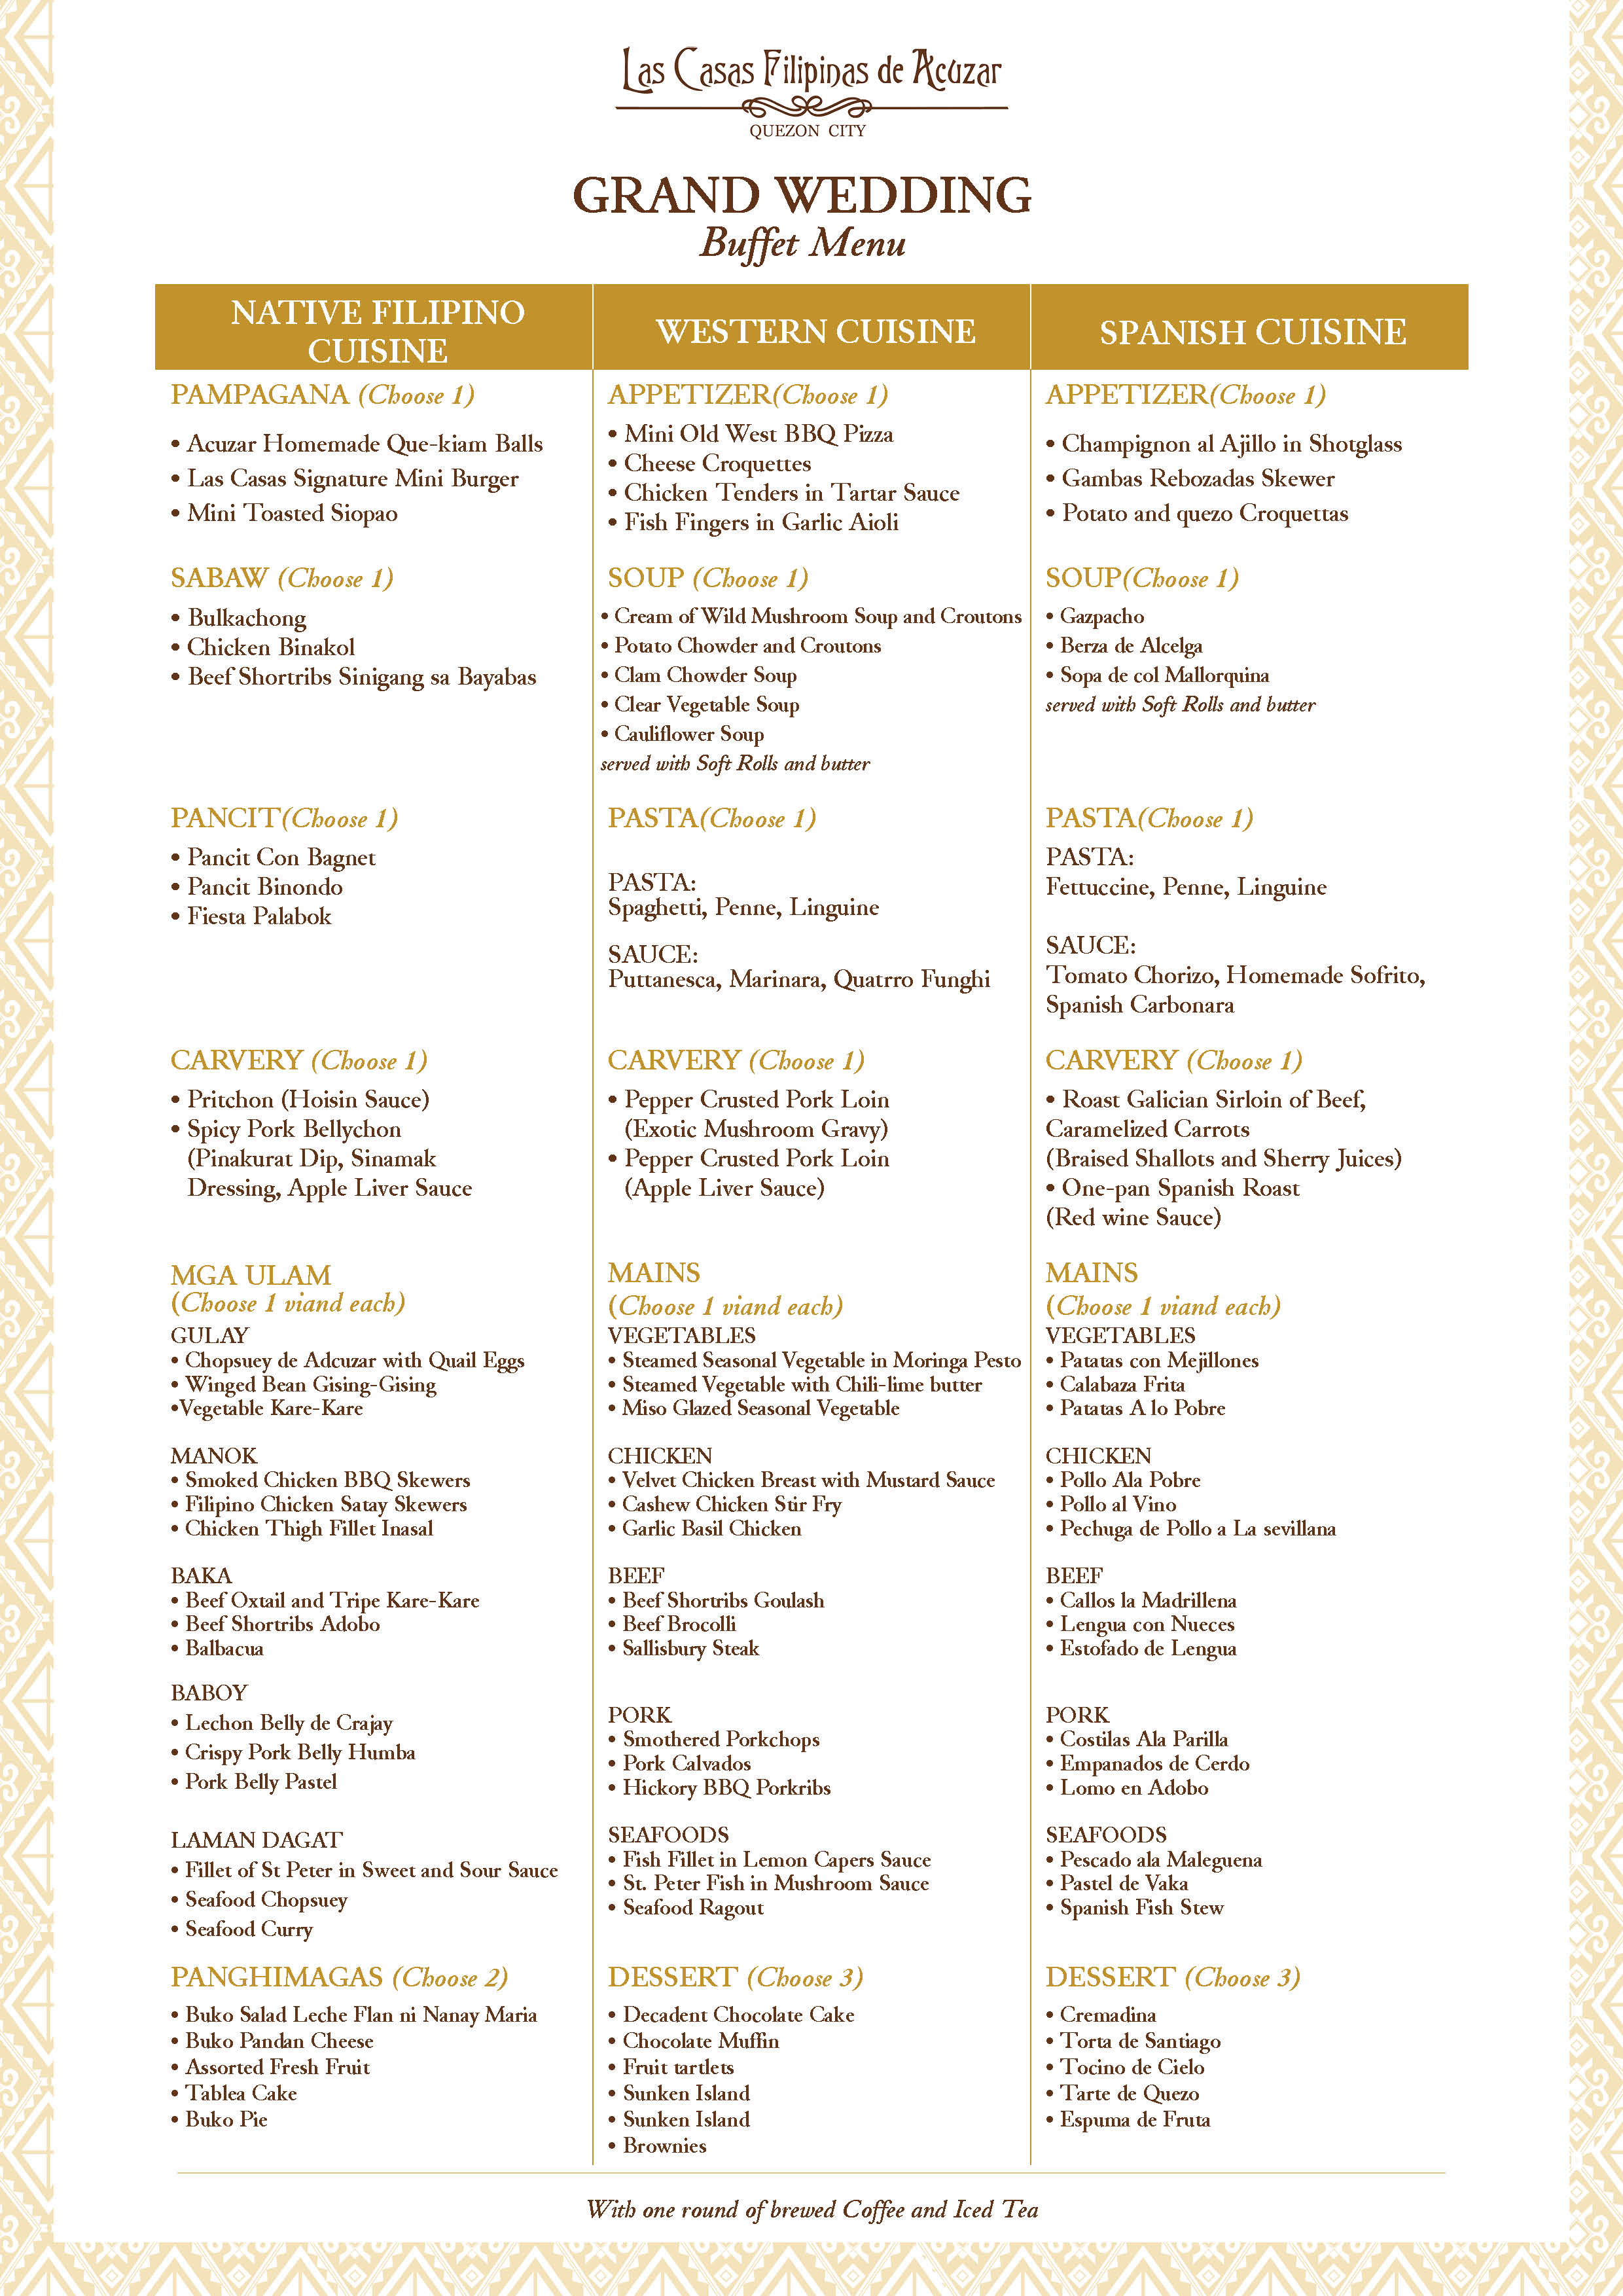 Las Casas Filipinas de Acuzar
QUEZON CITY
GRAND WEDDING
Buffet Menu
NATIVE FILIPINO
CUISINE
PAMPAGANA (Choose 1)
• Acuzar Homemade Que-kiam Balls
• Las Casas Signature Mini Burger
• Mini Toasted Siopao
SABAW (Choose 1)
• Bulkachong
• Chicken Binakol
• Beef Shortribs Sinigang sa Bayabas
PANCIT(Choose 1)
• Pancit Con Bagnet
• Pancit Binondo
• Fiesta Palabok
CARVERY (Choose 1)
• Pritchon (Hoisin Sauce)
• Spicy Pork Bellychon
(Pinakurat Dip, Sinamak
Dressing, Apple Liver Sauce
MGA ULAM
(Choose 1 viand each)
GULAY
• Chopsuey de Adcuzar with Quail Eggs
• Winged Bean Gising-Gising
•Vegetable Kare-Kare
MANOK
• Smoked Chicken BBQ Skewers
• Filipino Chicken Satay Skewers
• Chicken Thigh Fillet Inasal
BAKA
• Beef Oxtail and Tripe Kare-Kare
• Beef Shortribs Adobo
• Balbacua
BABOY
• Lechon Belly de Crajay
• Crispy Pork Belly Humba
• Pork Belly Pastel
LAMAN DAGAT
• Fillet of St Peter in Sweet and Sour Sauce
• Seafood Chopsuey
• Seafood Curry
PANGHIMAGAS (Choose 2)
• Buko Salad Leche Flan ni Nanay Maria
• Buko Pandan Cheese
• Assorted Fresh Fruit
• Tablea Cake
• Buko Pie
WESTERN CUISINE
APPETIZER(Choose 1)
• Mini Old West BBQ Pizza
• Cheese Croquettes
• Chicken Tenders in Tartar Sauce
• Fish Fingers in Garlic Aioli
SOUP (Choose 1)
• Cream of Wild Mushroom Soup and Croutons
• Potato Chowder and Croutons
• Clam Chowder Soup
• Clear Vegetable Soup
• Cauliflower Soup
served with Soft Rolls and butter
PASTA(Choose 1)
PASTA:
Spaghetti, Penne, Linguine
SAUCE:
Puttanesca, Marinara, Quatrro Funghi
CARVERY (Choose 1)
• Pepper Crusted Pork Loin
(Exotic Mushroom Gravy)
• Pepper Crusted Pork Loin
(Apple Liver Sauce)
MAINS
(Choose 1 viand each)
VEGETABLES
• Steamed Seasonal Vegetable in Moringa Pesto
• Steamed Vegetable with Chili-lime butter
• Miso Glazed Seasonal Vegetable
CHICKEN
• Velvet Chicken Breast with Mustard Sauce
• Cashew Chicken Stir Fry
• Garlic Basil Chicken
BEEF
• Beef Shortribs Goulash
• Beef Brocolli
• Sallisbury Steak
PORK
• Smothered Porkchops
• Pork Calvados
• Hickory BBQ Porkribs
SEAFOODS
• Fish Fillet in Lemon Capers Sauce
• St. Peter Fish in Mushroom Sauce
• Seafood Ragout
DESSERT (Choose 3)
• Decadent Chocolate Cake
• Chocolate Muffin
• Fruit tartlets
• Sunken Island
• Sunken Island
• Brownies
SPANISH CUISINE
APPETIZER(Choose 1)
• Champignon al Ajillo in Shotglass
• Gambas Rebozadas Skewer
• Potato and quezo Croquettas
SOUP(Choose 1)
• Gazpacho
• Berza de Alcelga
• Sopa de col Mallorquina
served with Soft Rolls and butter
PASTA(Choose 1)
PASTA:
Fettuccine, Penne, Linguine
SAUCE:
Tomato Chorizo, Homemade Sofrito,
Spanish Carbonara
CARVERY (Choose 1)
• Roast Galician Sirloin of Beef,
Caramelized Carrots
(Braised Shallots and Sherry Juices)
• One-pan Spanish Roast
(Red wine Sauce)
MAINS
(Choose 1 viand each)
VEGETABLES
• Patatas con Mejillones
• Calabaza Frita
• Patatas A lo Pobre
CHICKEN
• Pollo Ala Pobre
• Pollo al Vino
• Pechuga de Pollo a La sevillana
BEEF
• Callos la Madrillena
• Lengua con Nueces
• Estofado de Lengua
PORK
• Costilas Ala Parilla
• Empanados de Cerdo
• Lomo en Adobo
SEAFOODS
• Pescado ala Maleguena
• Pastel de Vaka
• Spanish Fish Stew
DESSERT (Choose 3)
• Cremadina
• Torta de Santiago
• Tocino de Cielo
• Tarte de Quezo
• Espuma de Fruta
With one round of brewed Coffee and Iced Tea